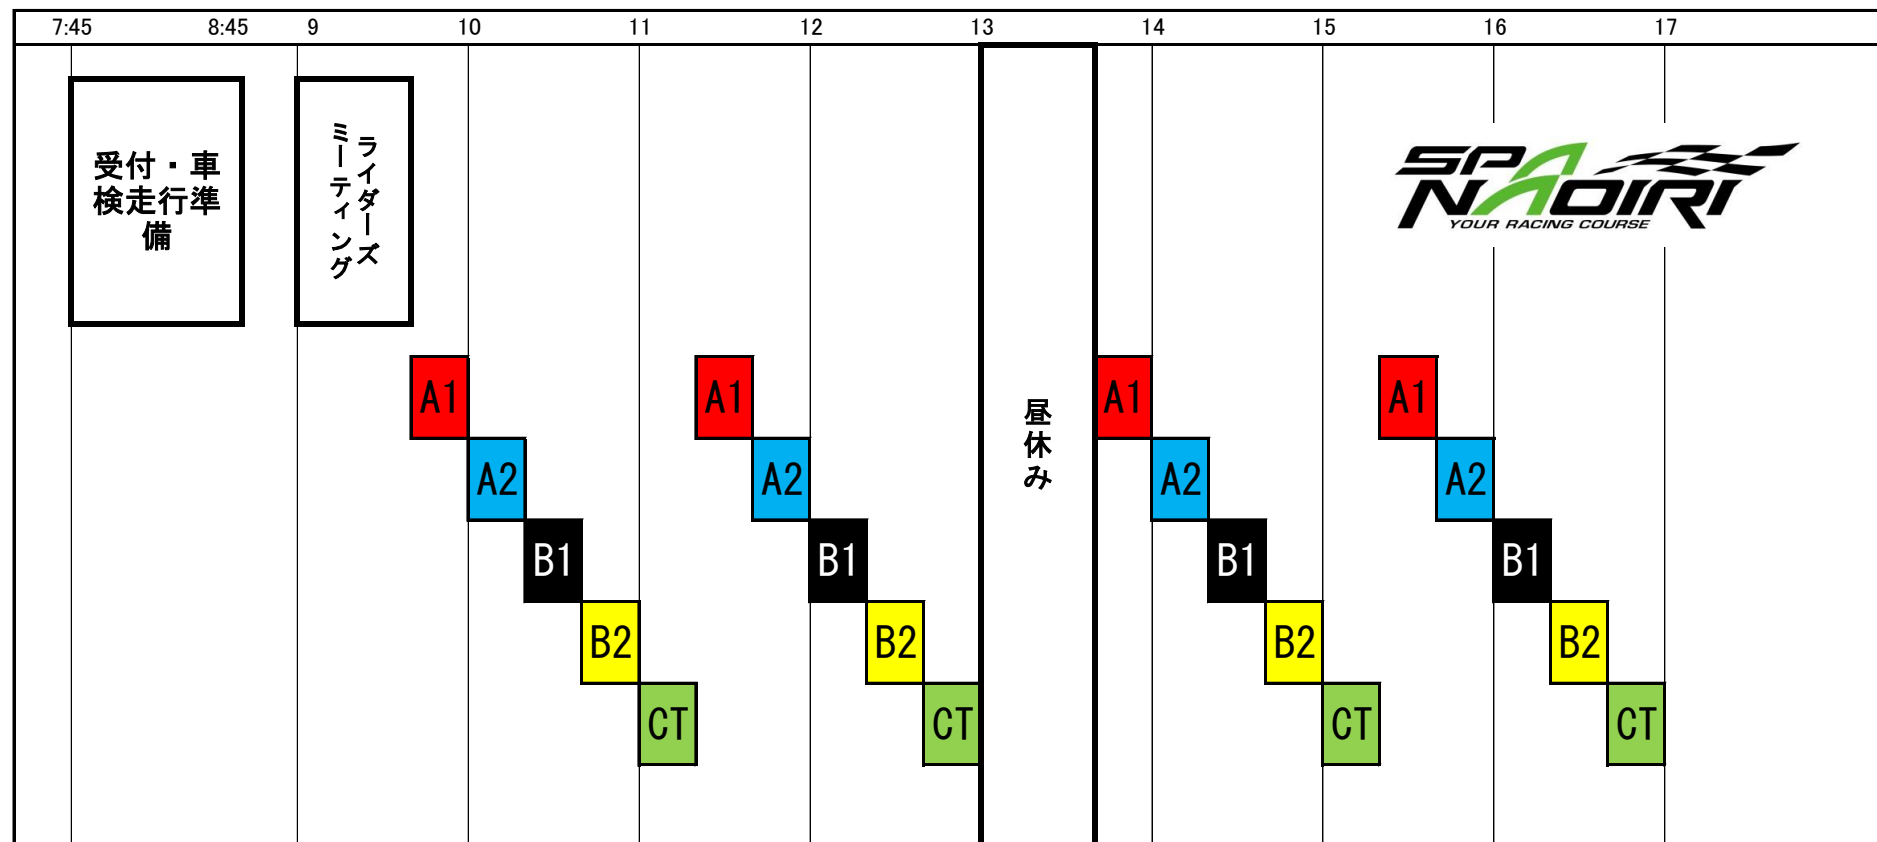 7:45 8:45 9 10 11 12 13 14 15 16 17
受付・車
検走行準
備
ライダーズ
ミーティング
SPA
NAOIRI
YOUR RACING COURSE
昼休み
A1 A1 A1 A1
A2 A2 A2 A2
B1 B1 B1 B1
B2 B2 B2 B2
CT CT CT CT